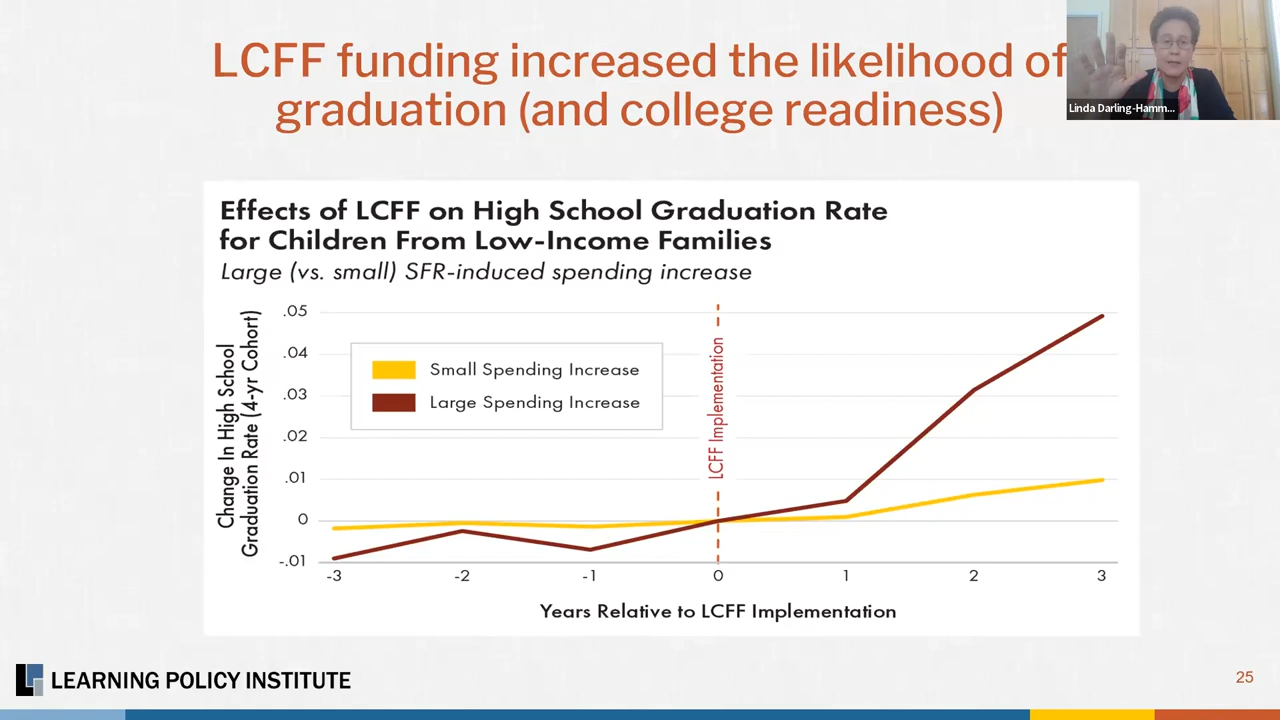 LCFF funding increased the likelihood of
graduation (and college readiness)
Linda Darling-Hamm...
Effects of LCFF on High School Graduation Rate
for Children From Low-Income Families
Large (vs. small) SFR-induced spending increase
Change In High School
Graduation Rate (4-yr Cohort)
.05
.04
.03
.02
.01
0
-.01
Small Spending Increase
Large Spending Increase
LCFF Implementation
-3 -2 -1 0 1 2 3
Years Relative to LCFF Implementation
LEARNING POLICY INSTITUTE
25